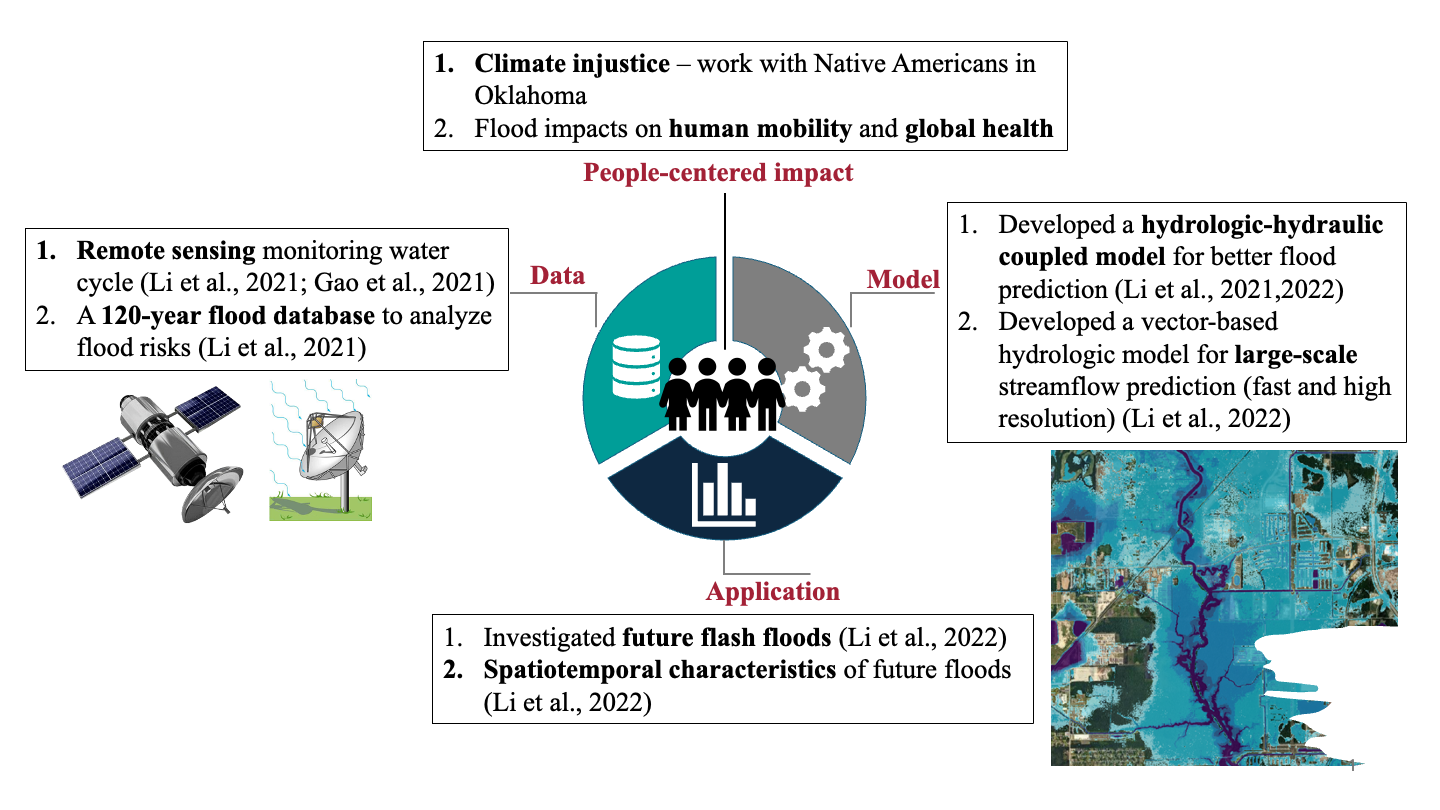 1. Climate injustice – work with Native Americans in
Oklahoma
2. Flood impacts on human mobility and global health
People-centered impact
1. Remote sensing monitoring water
cycle (Li et al., 2021; Gao et al., 2021)
2. A 120-year flood database to analyze
flood risks (Li et al., 2021)
Data
Model
1. Developed a hydrologic-hydraulic
coupled model for better flood
prediction (Li et al., 2021,2022)
2. Developed a vector-based
hydrologic model for large-scale
streamflow prediction (fast and high
resolution) (Li et al., 2022)
Application
1. Investigated future flash floods (Li et al., 2022)
2. Spatiotemporal characteristics of future floods
(Li et al., 2022)
1